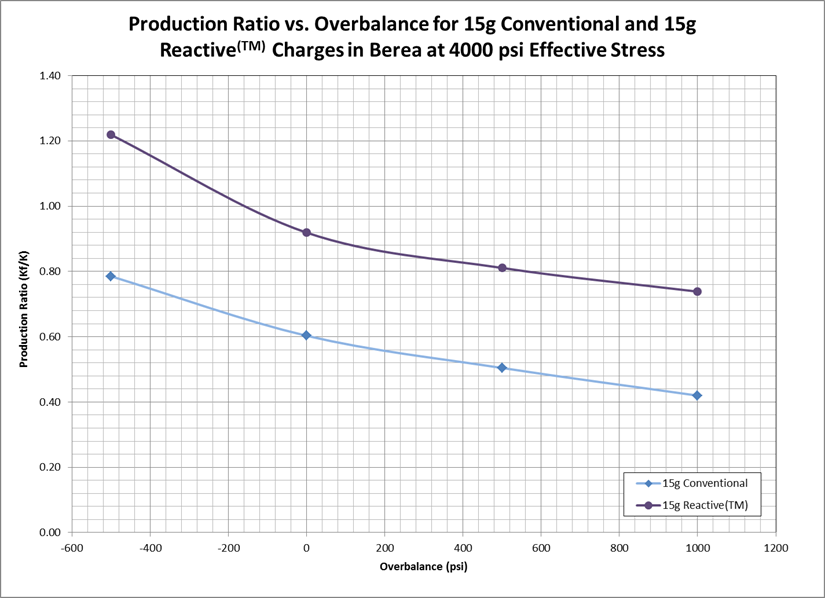 Production Ratio vs. Overbalance for 15g Conventional and 15g
Reactive(TM) Charges in Berea at 4000 psi Effective Stress
1.40
1.20
1.00
0.80
0.60
0.40
0.20
0.00
Production Ratio (Kf/K)
-600 -400 -200 0 200 400 600 800 1000 1200
Overbalance (psi)
15g Conventional
15g Reactive(TM)